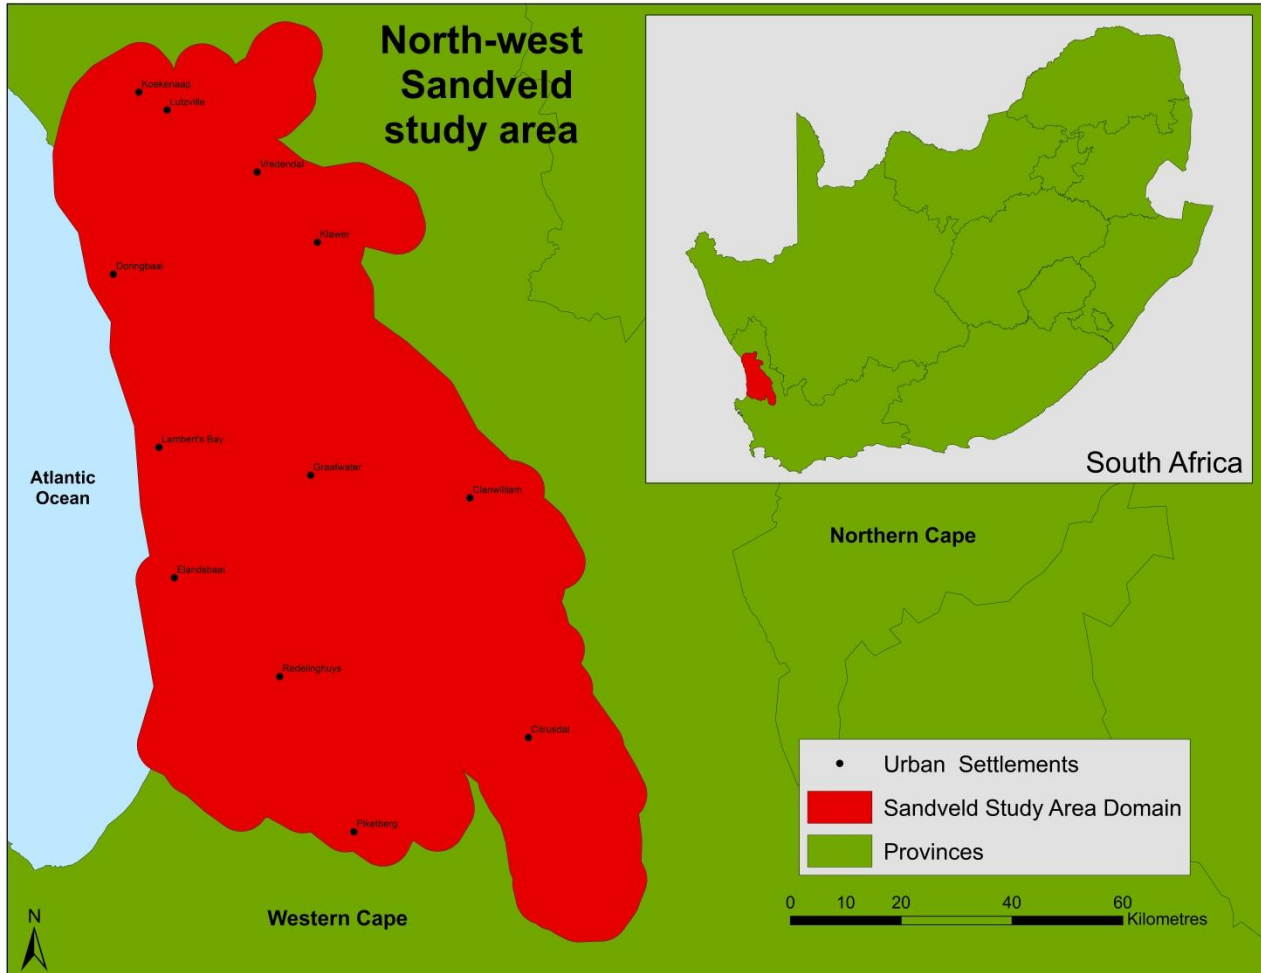 North-west
Sandveld
study area
Koekenaap
Lutzville
Vredendal
Klawer
Doringbaai
Lambert's Bay
Graafwater
Clanwilliam
Atlantic
Ocean
Elandsbaai
Redelinghuys
Citrusdal
Piketberg
Western Cape
Northern Cape
South Africa
Urban Settlements
Sandveld Study Area Domain
Provinces
0 10 20 40 60
Kilometres
N